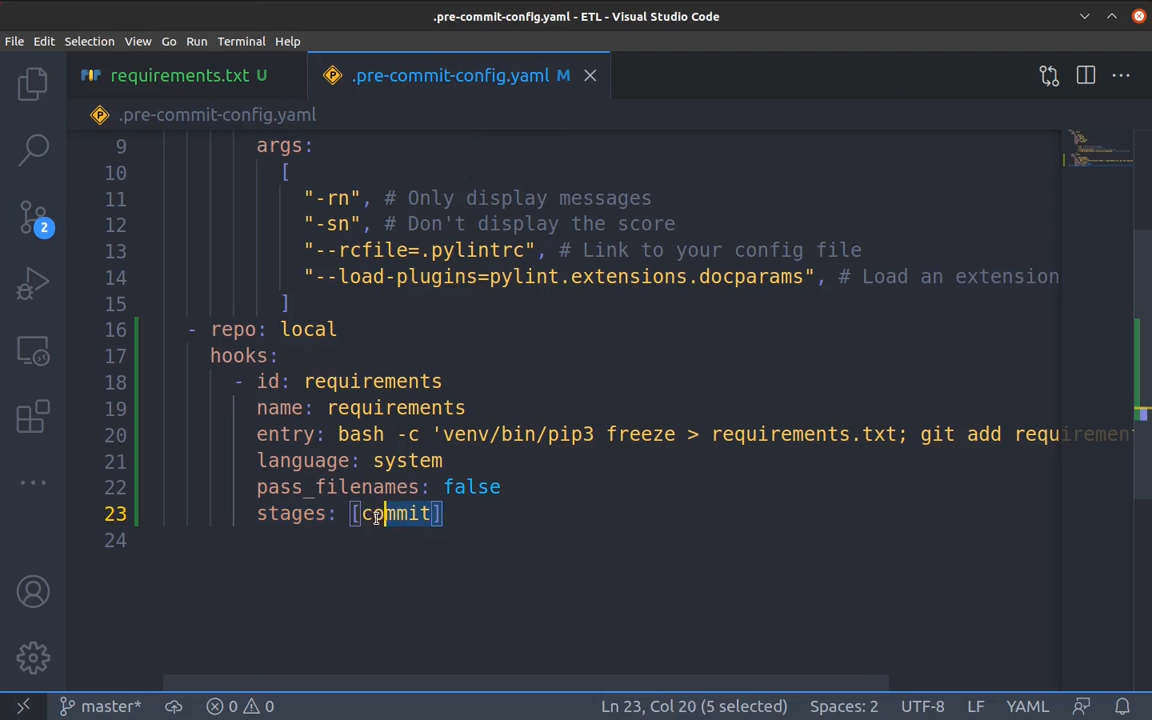 .pre-commit-config.yaml - ETL - Visual Studio Code
File Edit Selection View Go Run Terminal Help
requirements.txt U
.pre-commit-config.yaml M
.pre-commit-config.yaml
9 args:
10 [
11 "-rn", # Only display messages
12 "-sn", # Don't display the score
13 "--rcfile=.pylintrc", # Link to your config file
14 "--load-plugins=pylint.extensions.docparams", # Load an extension
15 ]
16 - repo: local
17 hooks:
18 - id: requirements
19 name: requirements
20 entry: bash -c 'venv/bin/pip3 freeze > requirements.txt; git add requirement
21 language: system
22 pass_filenames: false
23 stages: [commit]
24
2
master* 0 0 Ln 23, Col 20 (5 selected) Spaces: 2 UTF-8 LF YAML